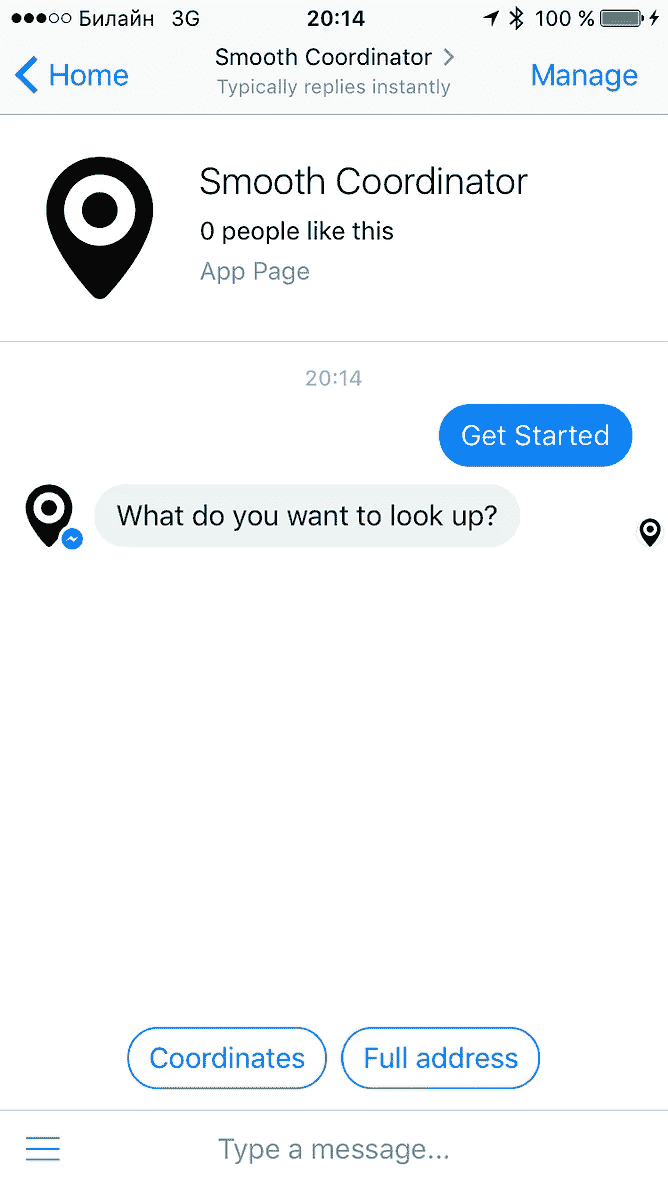 Билайн 3G 20:14 100 %
Home Smooth Coordinator Manage
Typically replies instantly
Smooth Coordinator
0 people like this
App Page
20:14
Get Started
What do you want to look up?
Coordinates Full address
Type a message...